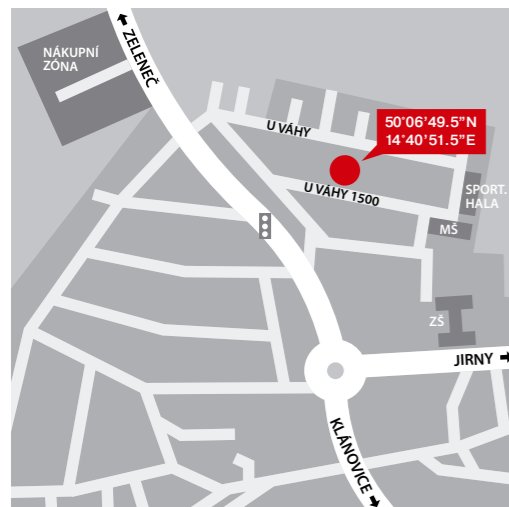 ZELENEČ
NÁKUPNÍ
ZÓNA
50°06'49.5"N
14°40'51.5"E
U VÁHY
U VÁHY 1500
SPORT.
HALA
MŠ
ZŠ
JIRNY
KLÁNOVICE